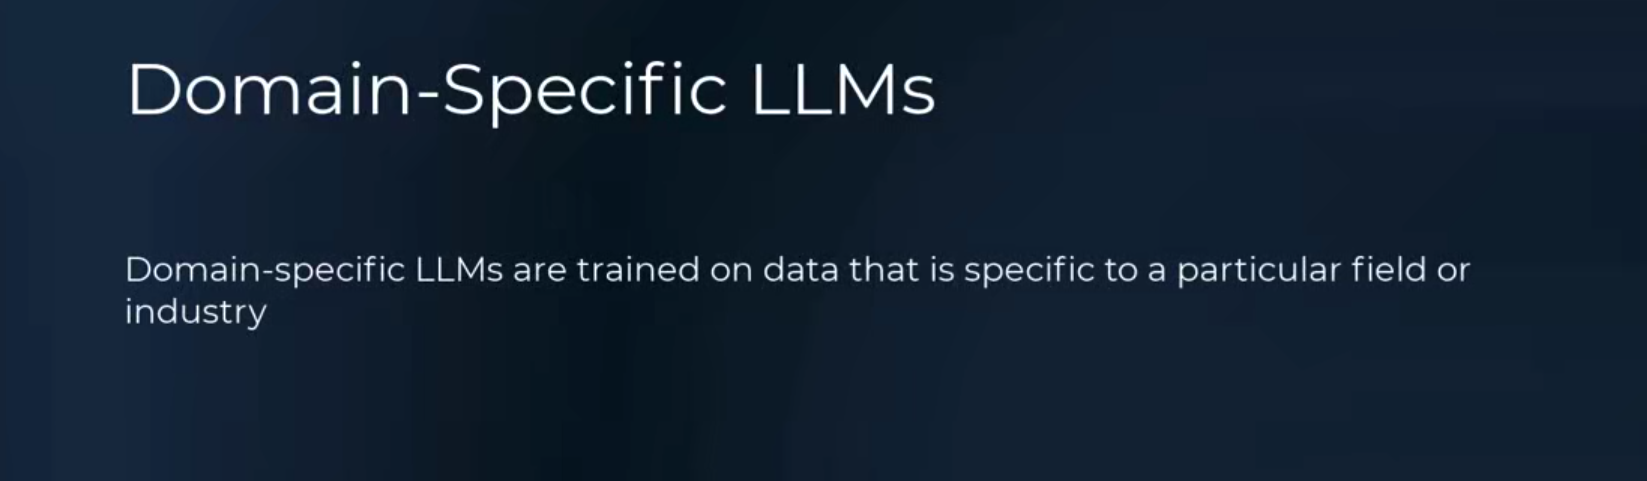 Domain-Specific LLMs
Domain-specific LLMs are trained on data that is specific to a particular field or
industry